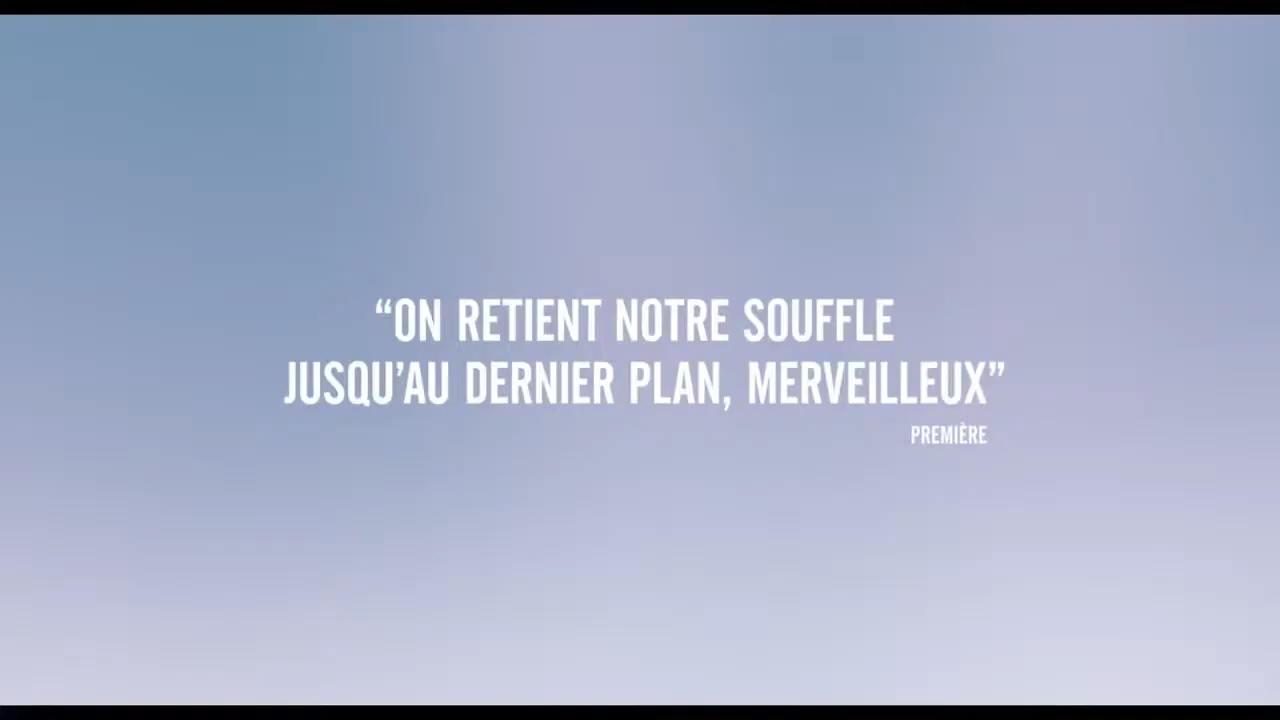 “ON RETIENT NOTRE SOUFFLE
JUSQU’AU DERNIER PLAN, MERVEILLEUX”
PREMIÈRE